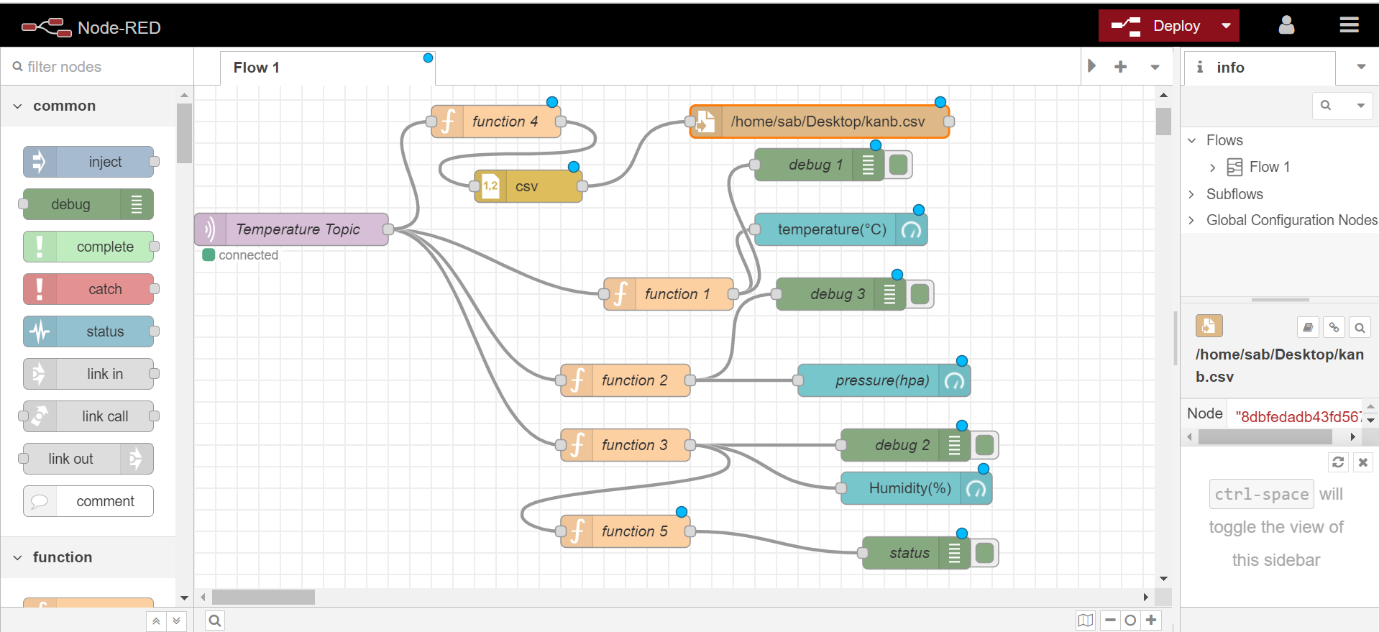 Node-RED
Deploy
filter nodes
Flow 1
info
common
inject
debug
complete
catch
status
link in
link call
link out
comment
function
function 4
/home/sab/Desktop/kanb.csv
debug 1
1.2
csv
Temperature Topic
connected
temperature(°C)
function 1
debug 3
function 2
pressure(hpa)
function 3
debug 2
Humidity(%)
function 5
status
Flows
Flow 1
Subflows
Global Configuration Nodes
/home/sab/Desktop/kan
b.csv
Node
"8dbfedadb43fd567
ctrl-space will
toggle the view of
this sidebar